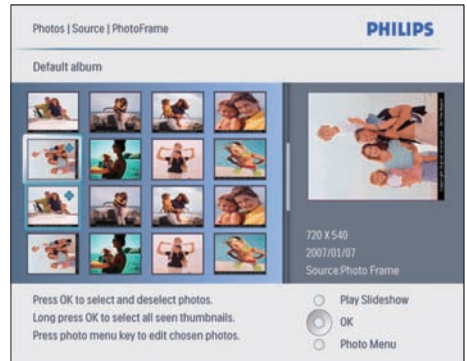 Photos | Source | PhotoFrame
PHILIPS
Default album
720 X 540
2007/01/07
Source:Photo Frame
Press OK to select and deselect photos.
Long press OK to select all seen thumbnails.
Press photo menu key to edit chosen photos.
Play Slideshow
OK
Photo Menu